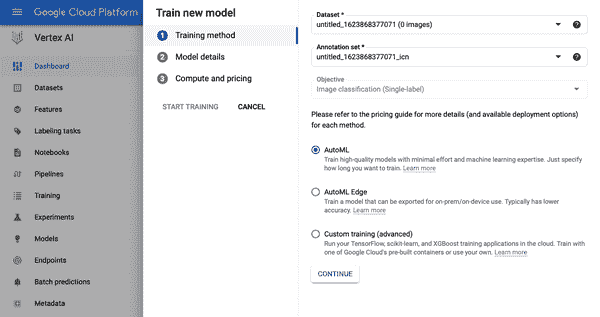 Google Cloud Platform
Vertex AI
Dashboard
Datasets
Features
Labeling tasks
Notebooks
Pipelines
Training
Experiments
Models
Endpoints
Batch predictions
Metadata
Train new model
1 Training method
2 Model details
3 Compute and pricing
START TRAINING CANCEL
Dataset *
untitled_1623868377071 (0 images)
Annotation set *
untitled_1623868377071_icn
Objective
Image classification (Single-label)
Please refer to the pricing guide for more details (and available deployment options)
for each method.
AutoML
Train high-quality models with minimal effort and machine learning expertise. Just specify
how long you want to train. Learn more
AutoML Edge
Train a model that can be exported for on-prem/on-device use. Typically has lower
accuracy. Learn more
Custom training (advanced)
Run your TensorFlow, scikit-learn, and XGBoost training applications in the cloud. Train with
one of Google Cloud's pre-built containers or use your own. Learn more
CONTINUE